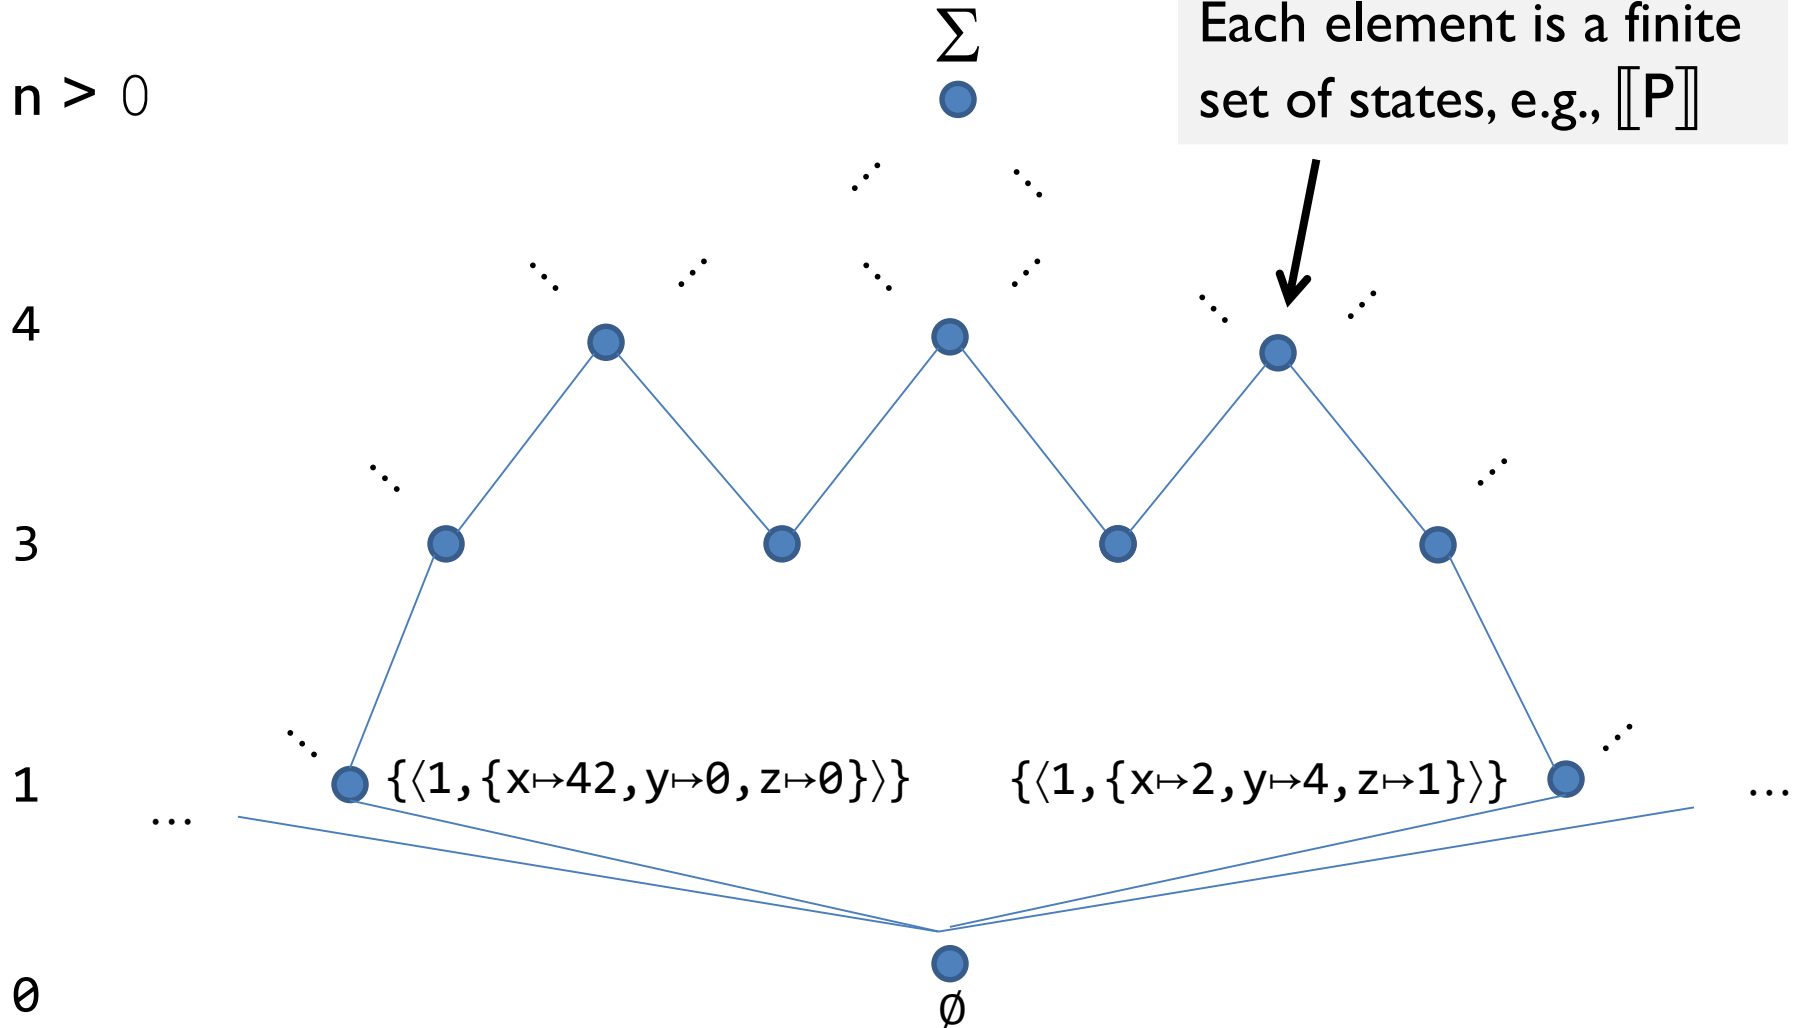 Σ
Each element is a finite
set of states, e.g., ⟦P⟧
n > 0
4
3
1
{⟨1,{x↦42,y↦0,z↦0}⟩}
{⟨1,{x↦2,y↦4,z↦1}⟩}
...
...
0
∅